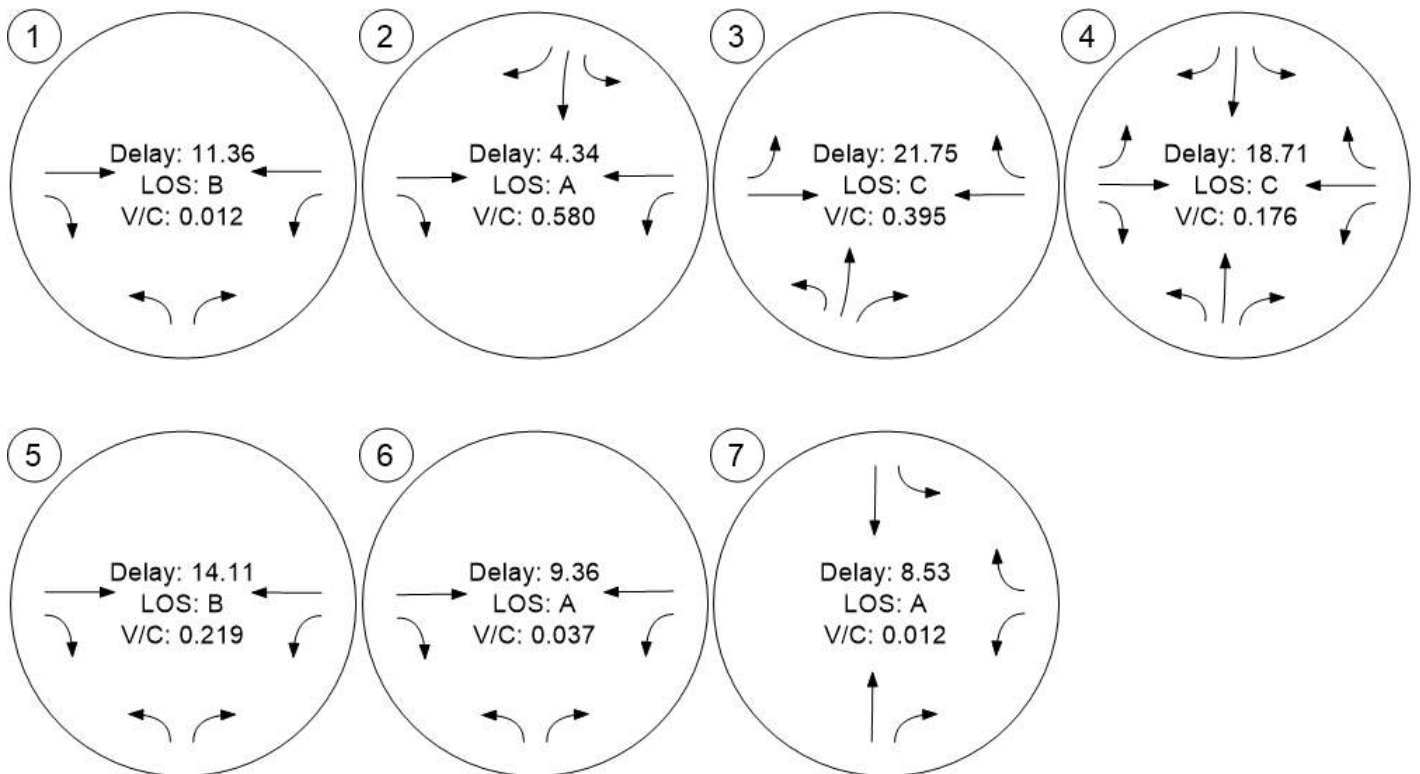 1
Delay: 11.36
LOS: B
V/C: 0.012
2
Delay: 4.34
LOS: A
V/C: 0.580
3
Delay: 21.75
LOS: C
V/C: 0.395
4
Delay: 18.71
LOS: C
V/C: 0.176
5
Delay: 14.11
LOS: B
V/C: 0.219
6
Delay: 9.36
LOS: A
V/C: 0.037
7
Delay: 8.53
LOS: A
V/C: 0.012